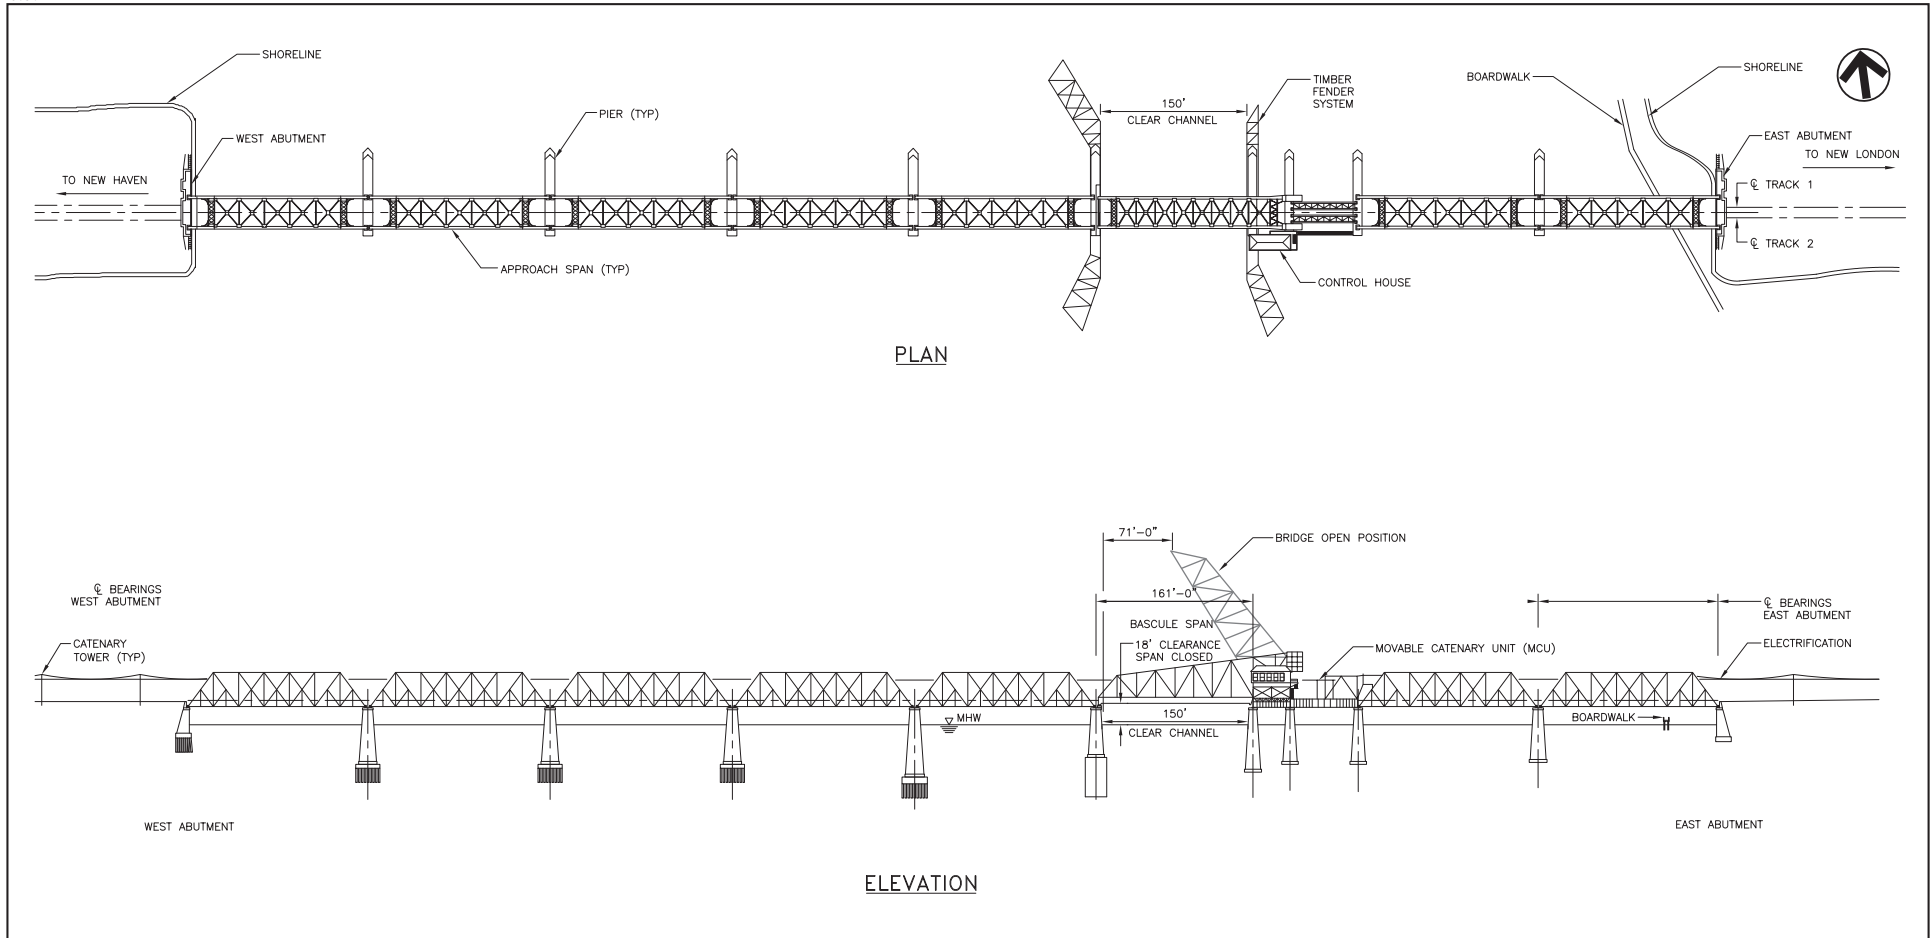 SHORELINE
PIER (TYP)
WEST ABUTMENT
TO NEW HAVEN
APPROACH SPAN (TYP)
150'
CLEAR CHANNEL
TIMBER
FENDER
SYSTEM
BOARDWALK
SHORELINE
EAST ABUTMENT
TO NEW LONDON
℄ TRACK 1
℄ TRACK 2
CONTROL HOUSE
PLAN
71'-0"
BRIDGE OPEN POSITION
161'-0"
BASCULE SPAN
18' CLEARANCE
SPAN CLOSED
℄ BEARINGS
WEST ABUTMENT
CATENARY
TOWER (TYP)
℄ BEARINGS
EAST ABUTMENT
ELECTRIFICATION
MOVABLE CATENARY UNIT (MCU)
MHW
150'
CLEAR CHANNEL
BOARDWALK
WEST ABUTMENT
EAST ABUTMENT
ELEVATION